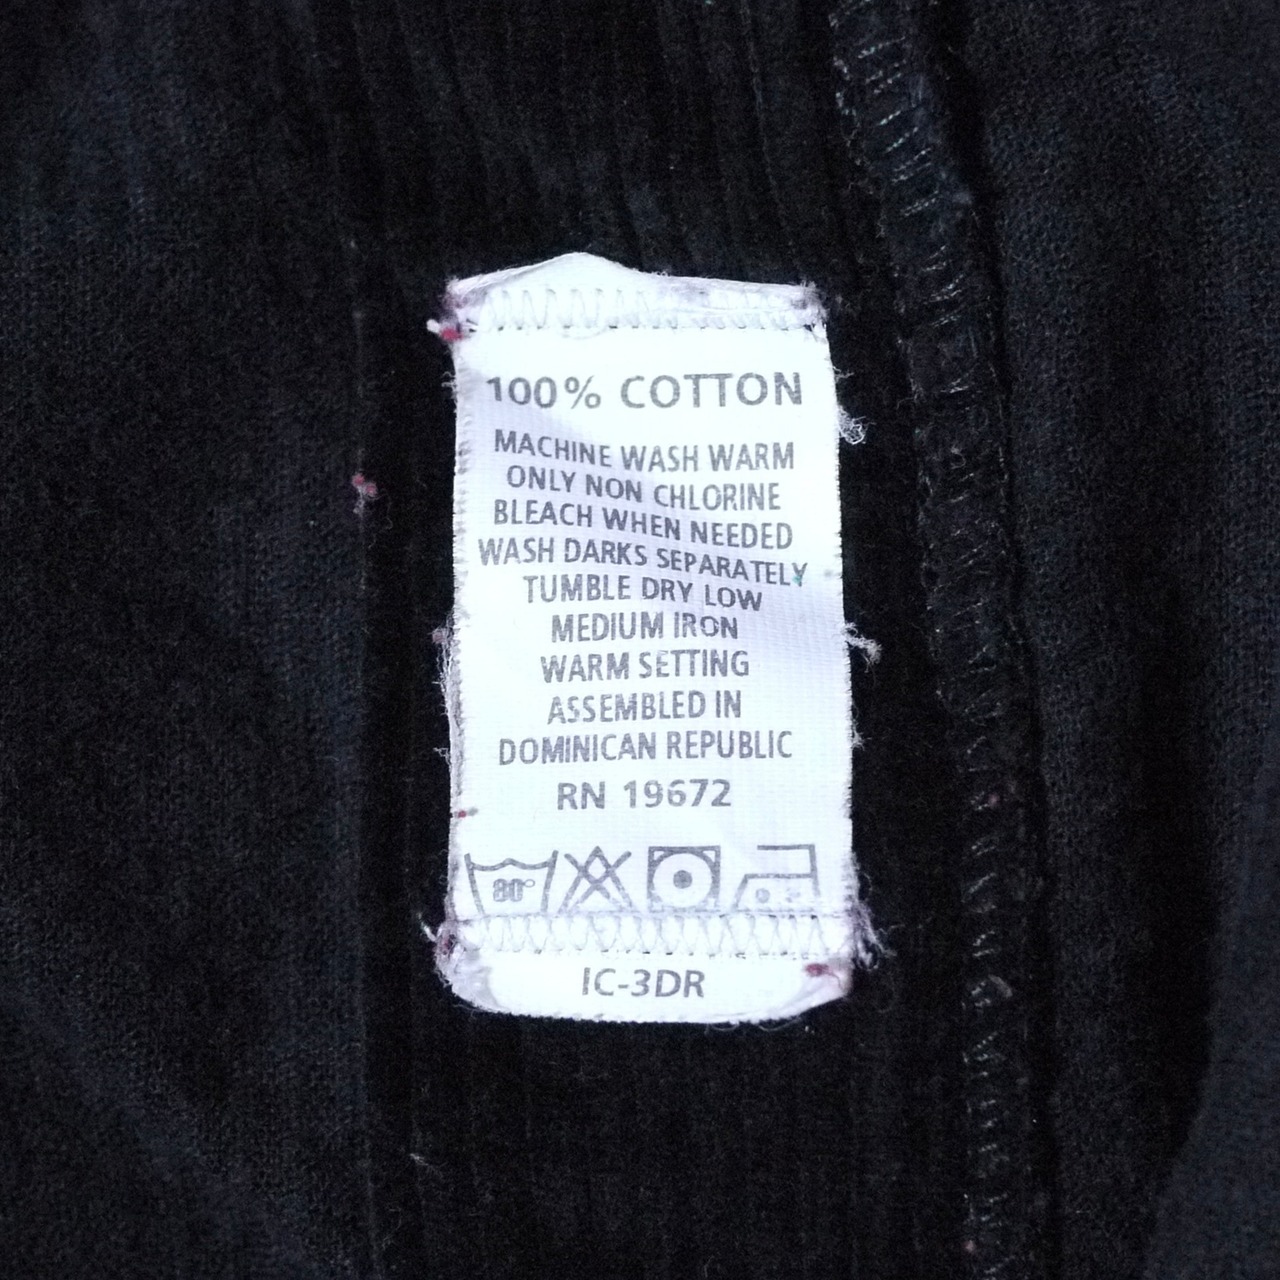 100% COTTON
MACHINE WASH WARM
ONLY NON CHLORINE
BLEACH WHEN NEEDED
WASH DARKS SEPARATELY
TUMBLE DRY LOW
MEDIUM IRON
WARM SETTING
ASSEMBLED IN
DOMINICAN REPUBLIC
RN 19672
80°
IC-3DR